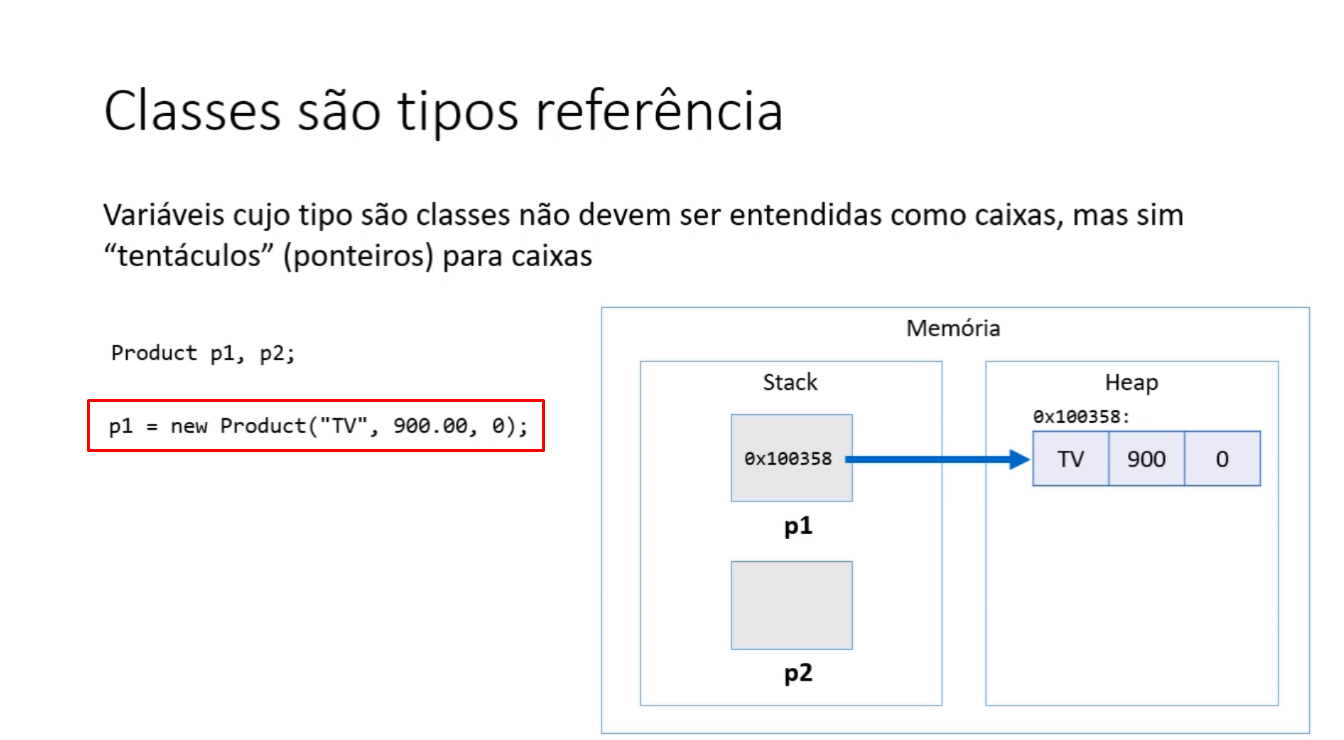 Classes são tipos referência
Variáveis cujo tipo são classes não devem ser entendidas como caixas, mas sim
“tentáculos” (ponteiros) para caixas
Product p1, p2;
p1 = new Product("TV", 900.00, 0);
Memória
Stack
0x100358
p1
p2
Heap
0x100358:
TV 900 0